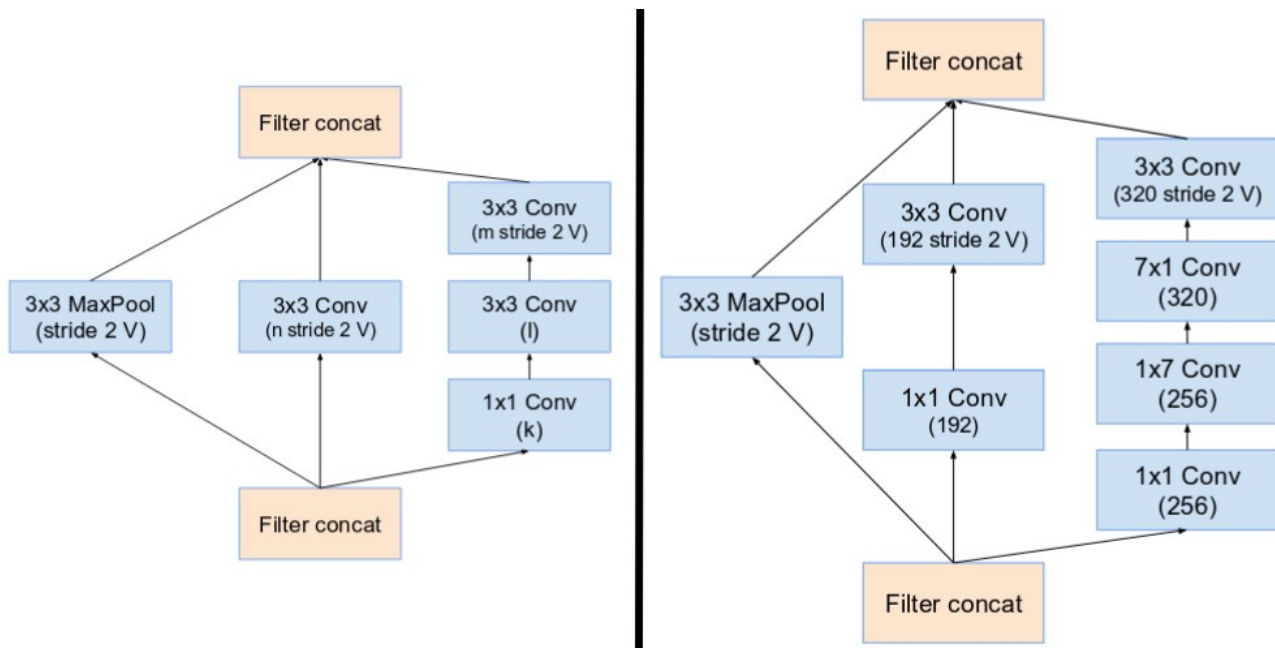 Filter concat
3x3 Conv
(m stride 2 V)
3x3 MaxPool
(stride 2 V)
3x3 Conv
(n stride 2 V)
3x3 Conv
(l)
1x1 Conv
(k)
Filter concat
Filter concat
3x3 Conv
(320 stride 2 V)
3x3 Conv
(192 stride 2 V)
7x1 Conv
(320)
3x3 MaxPool
(stride 2 V)
1x7 Conv
(256)
1x1 Conv
(192)
1x1 Conv
(256)
Filter concat